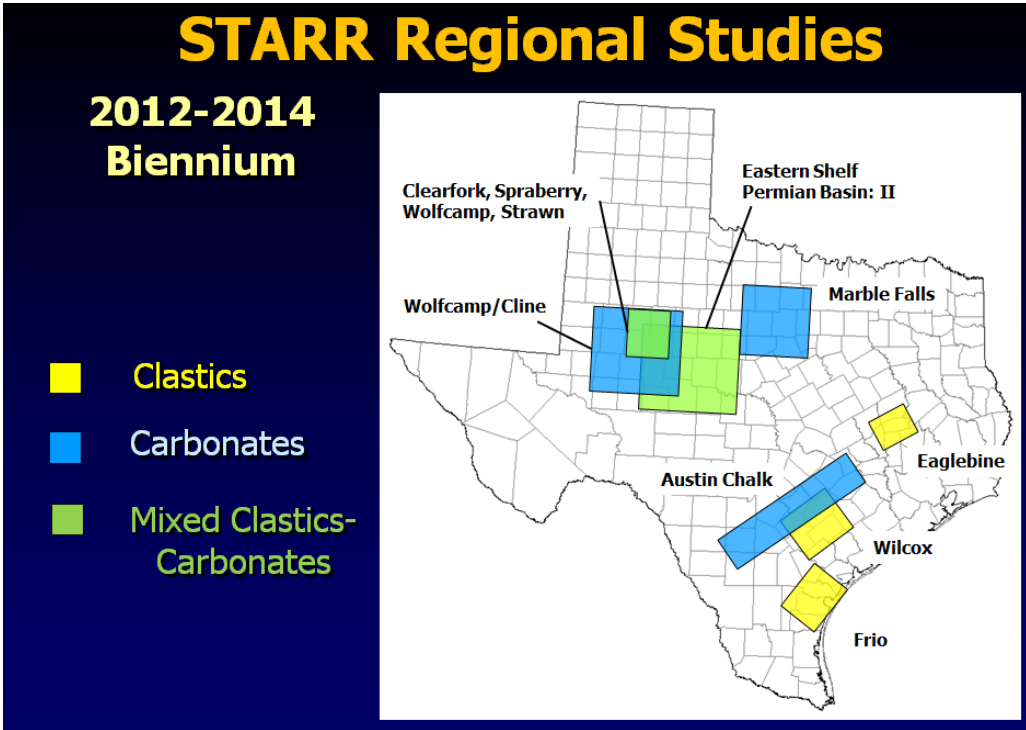 STARR Regional Studies
2012-2014
Biennium
Clastics
Carbonates
Mixed Clastics-
Carbonates
Clearfork, Spraberry,
Wolfcamp, Strawn
Eastern Shelf
Permian Basin: II
Wolfcamp/Cline
Marble Falls
Austin Chalk
Eaglebine
Wilcox
Frio